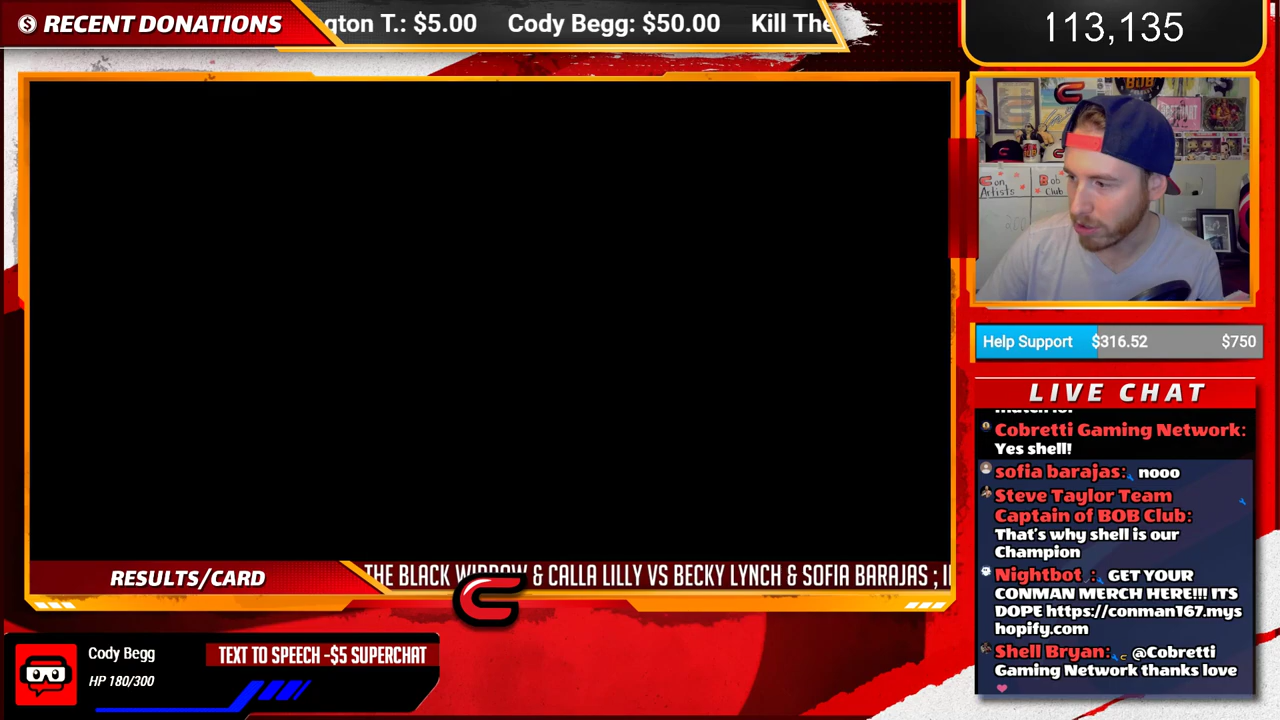 RECENT DONATIONS
gton T.: $5.00 Cody Begg: $50.00 Kill The
113,135
Con Artists
Bob Club
Help Support $316.52 $750
LIVE CHAT
Cobretti Gaming Network:
Yes shell!
sofia barajas: nooo
Steve Taylor Team
Captain of BOB Club:
That's why shell is our
Champion
Nightbot : GET YOUR
CONMAN MERCH HERE!!! ITS
DOPE https://conman167.mys
hopify.com
Shell Bryan: @Cobretti
Gaming Network thanks love
RESULTS/CARD
THE BLACK WIDOW & CALLA LILLY VS BECKY LYNCH & SOFIA BARAJAS ;
Cody Begg
HP 180/300
TEXT TO SPEECH -$5 SUPERCHAT